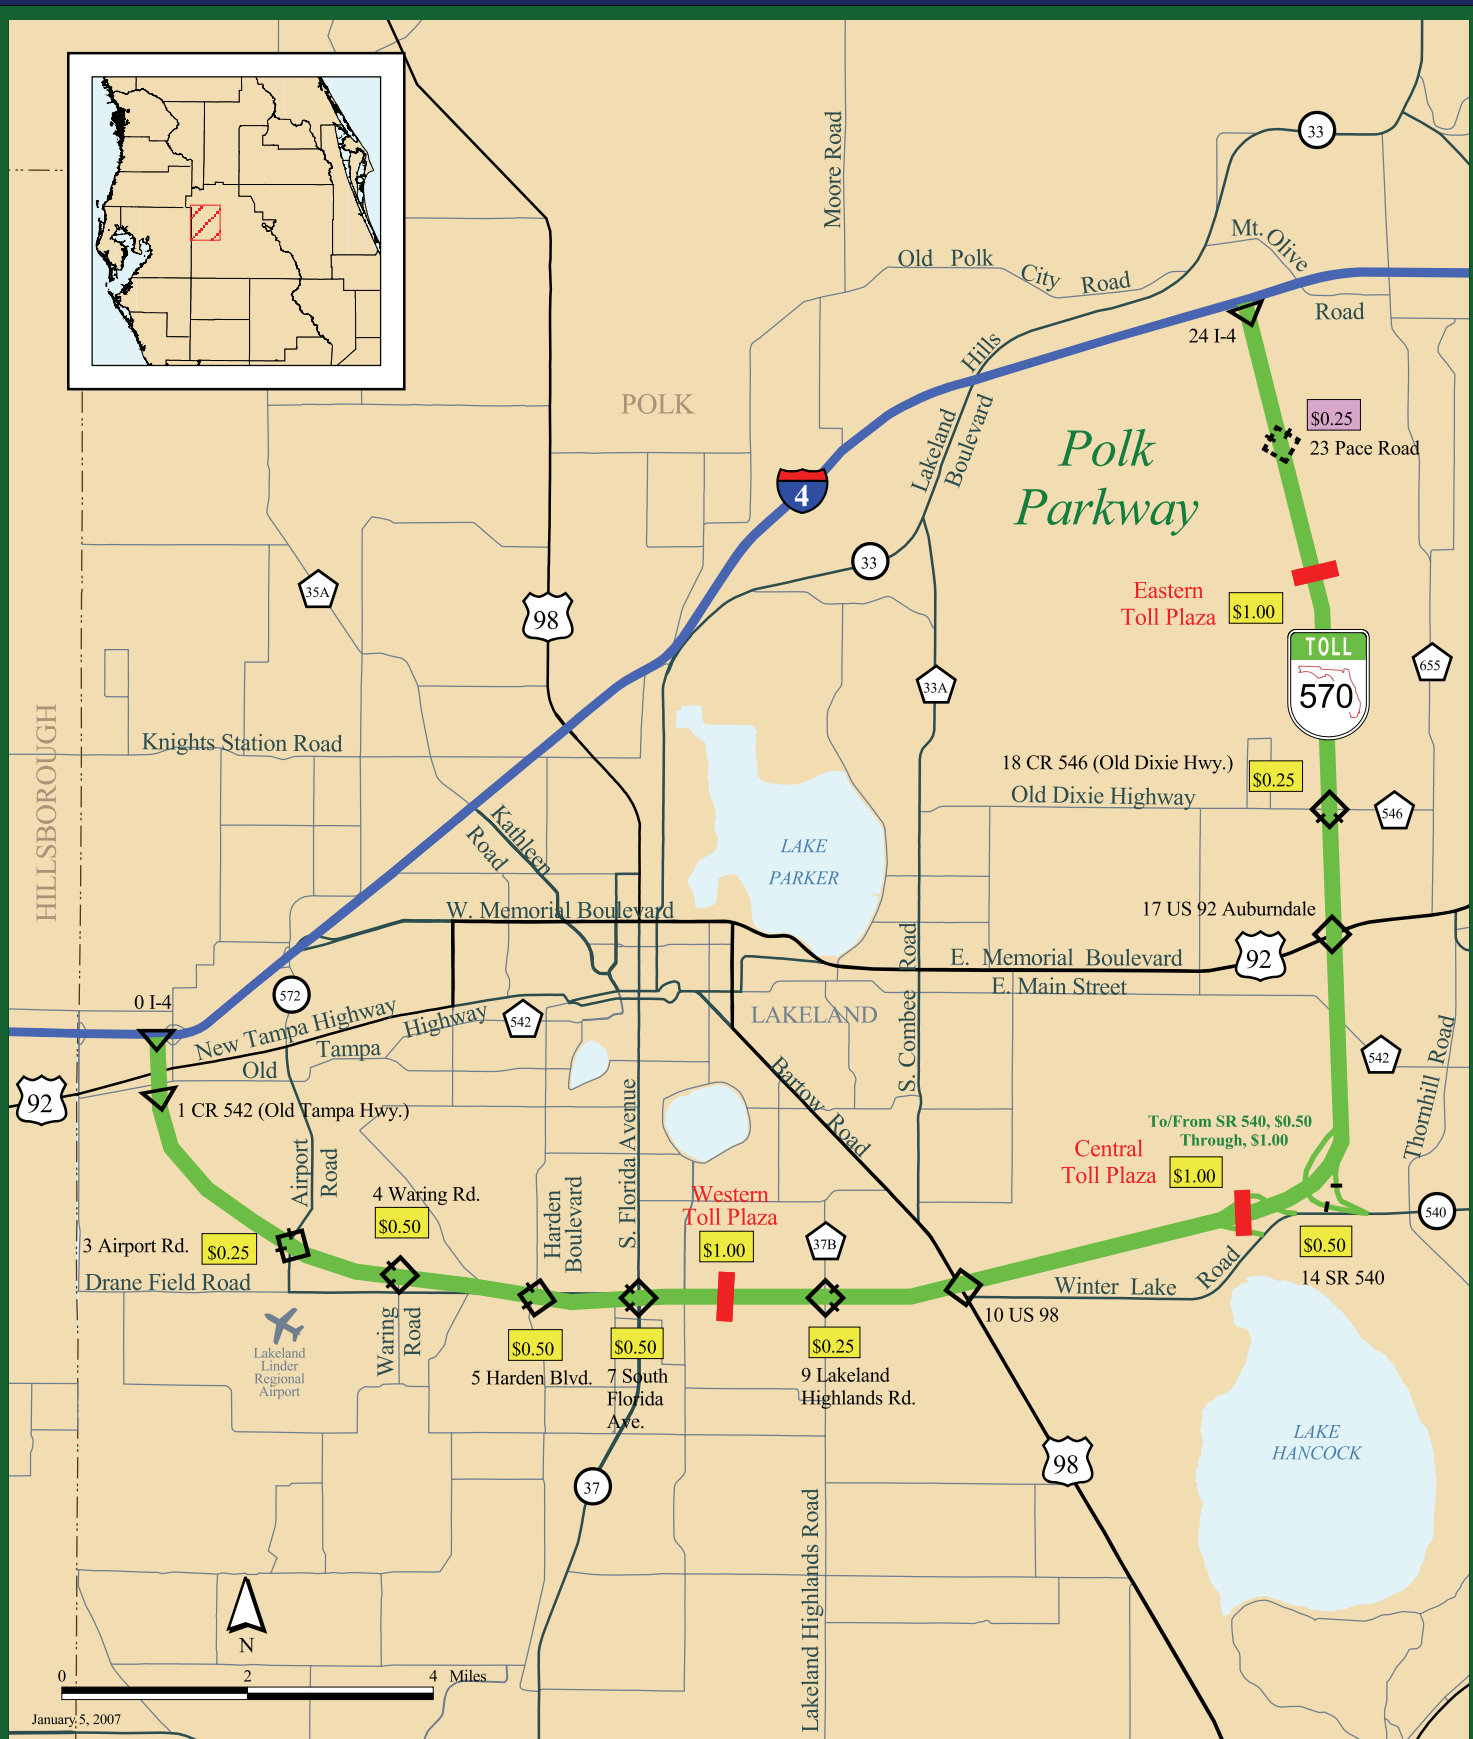 33
Moore Road
Mt. Olive
Road
Old Polk
City Road
24 I-4
Lakeland
Hills
Boulevard
POLK
$0.25
23 Pace Road
Polk
Parkway
4
33
35A
98
Eastern
Toll Plaza
$1.00
TOLL
570
655
33A
HILLSBOROUGH
Knights Station Road
18 CR 546 (Old Dixie Hwy.)
$0.25
Old Dixie Highway
546
Kathleen
Road
LAKE
PARKER
W. Memorial Boulevard
17 US 92 Auburndale
92
E. Memorial Boulevard
E. Main Street
S. Combee Road
572
0 I-4
New Tampa Highway
Old Tampa Highway
542
LAKELAND
542
Thornhill Road
92
1 CR 542 (Old Tampa Hwy.)
Bartow Road
To/From SR 540, $0.50
Through, $1.00
Central
Toll Plaza
$1.00
Airport
Road
4 Waring Rd.
$0.50
Harden
Boulevard
S. Florida Avenue
Western
Toll Plaza
$1.00
37B
540
3 Airport Rd.
$0.25
Drane Field Road
$0.50
14 SR 540
Winter Lake Road
10 US 98
Lakeland
Linder
Regional
Airport
Waring
Road
$0.50
5 Harden Blvd.
$0.50
7 South
Florida
Ave.
$0.25
9 Lakeland
Highlands Rd.
LAKE
HANCOCK
98
37
Lakeland Highlands Road
N
0 2 4 Miles
January 5, 2007